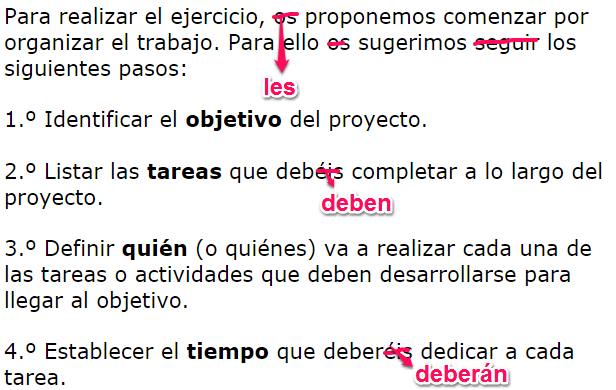 Para realizar el ejercicio, os proponemos comenzar por
organizar el trabajo. Para ello os sugerimos seguir los
siguientes pasos:
les
1.º Identificar el objetivo del proyecto.
2.º Listar las tareas que debéis completar a lo largo del
proyecto.
deben
3.º Definir quién (o quiénes) va a realizar cada una de
las tareas o actividades que deben desarrollarse para
llegar al objetivo.
4.º Establecer el tiempo que deberéis dedicar a cada
tarea.
deberán